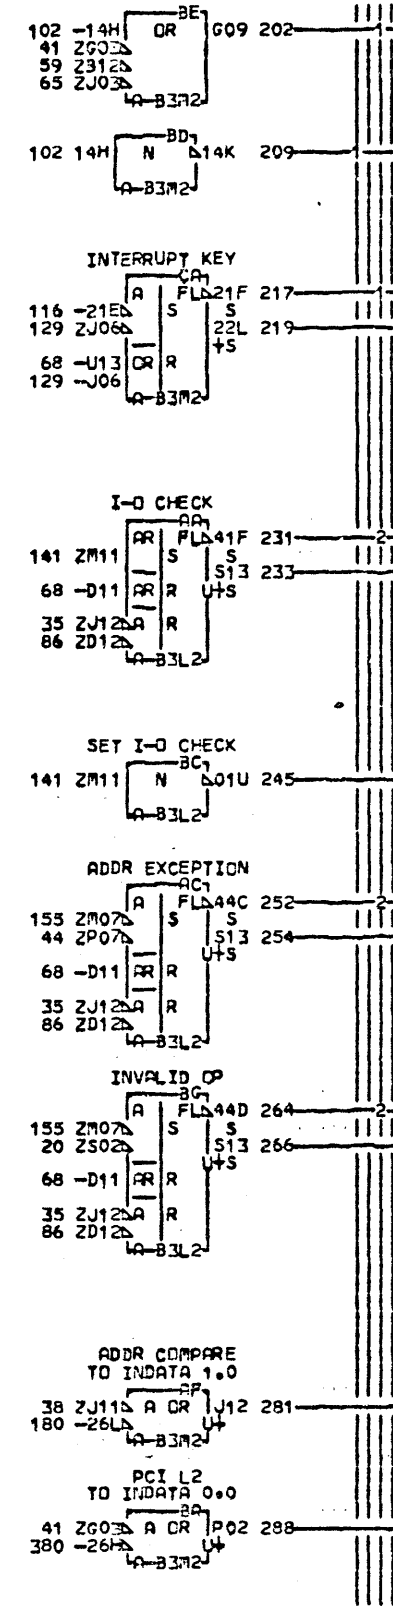 BE
102 -14H OR G09 202 1
41 ZG03
59 Z312
65 ZJ03
A-B3M2
BD
102 14H N 14K 209 1
A-B3M2
INTERRUPT KEY
CA
A FL 21F 217 1
116 -21E S S
129 ZJ06 22L 219
+S
68 -U13 OR R
129 -J06
A-B3M2
I-O CHECK
AA
AR FL 41F 231 2
141 ZM11 S S
S13 233
68 -D11 AR R U+S
35 ZJ12 A R
86 ZD12
A-B3L2
SET I-O CHECK
BC
141 ZM11 N 01U 245
A-B3L2
ADDR EXCEPTION
AC
A FL 44C 252 2
155 ZM07 S S
44 ZP07 S13 254
U+S
68 -D11 AR R
35 ZJ12 A R
86 ZD12
A-B3L2
INVALID OP
BG
A FL 44D 264 2
155 ZM07 S S
20 ZS02 S13 266
U+S
68 -D11 AR R
35 ZJ12 A R
86 ZD12
A-B3L2
ADDR COMPARE
TO INDATA 1.0
AF
38 ZJ11 A OR J12 281
180 -26L U+
A-B3M2
PCI L2
TO INDATA 0.0
BA
41 ZG03 A OR P02 288
380 -26H U+
A-B3M2